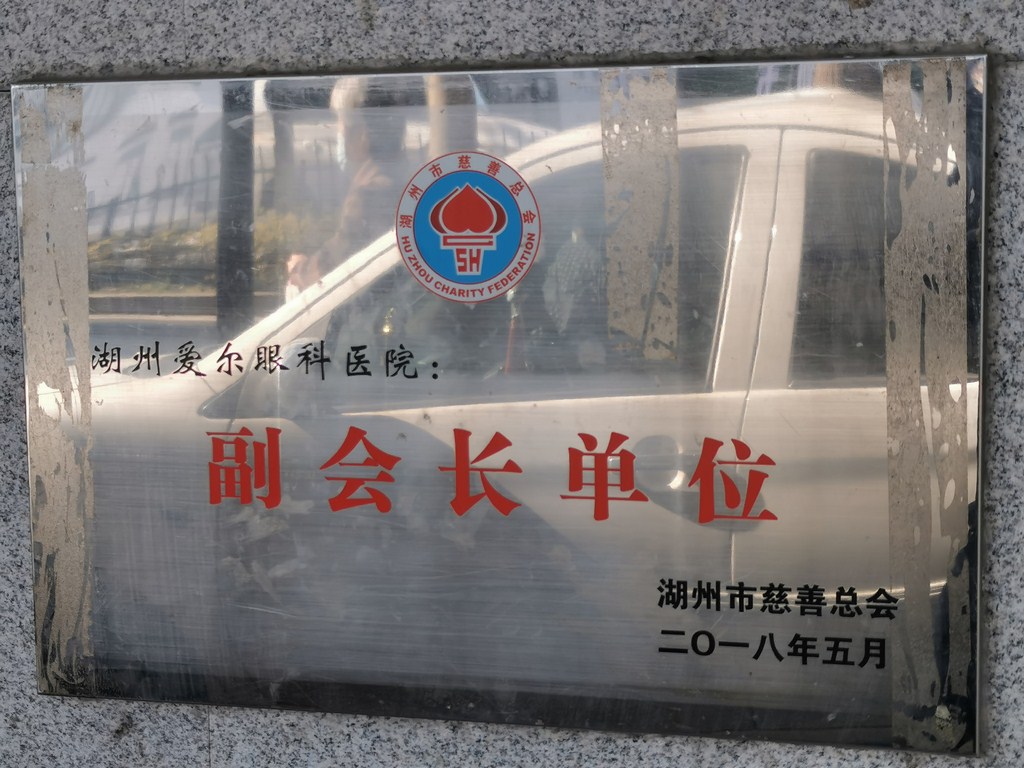 湖州市慈善总会
SH
HU ZHOU CHARITY FEDERATION
湖州爱尔眼科医院：
副会长单位
湖州市慈善总会
二〇一八年五月